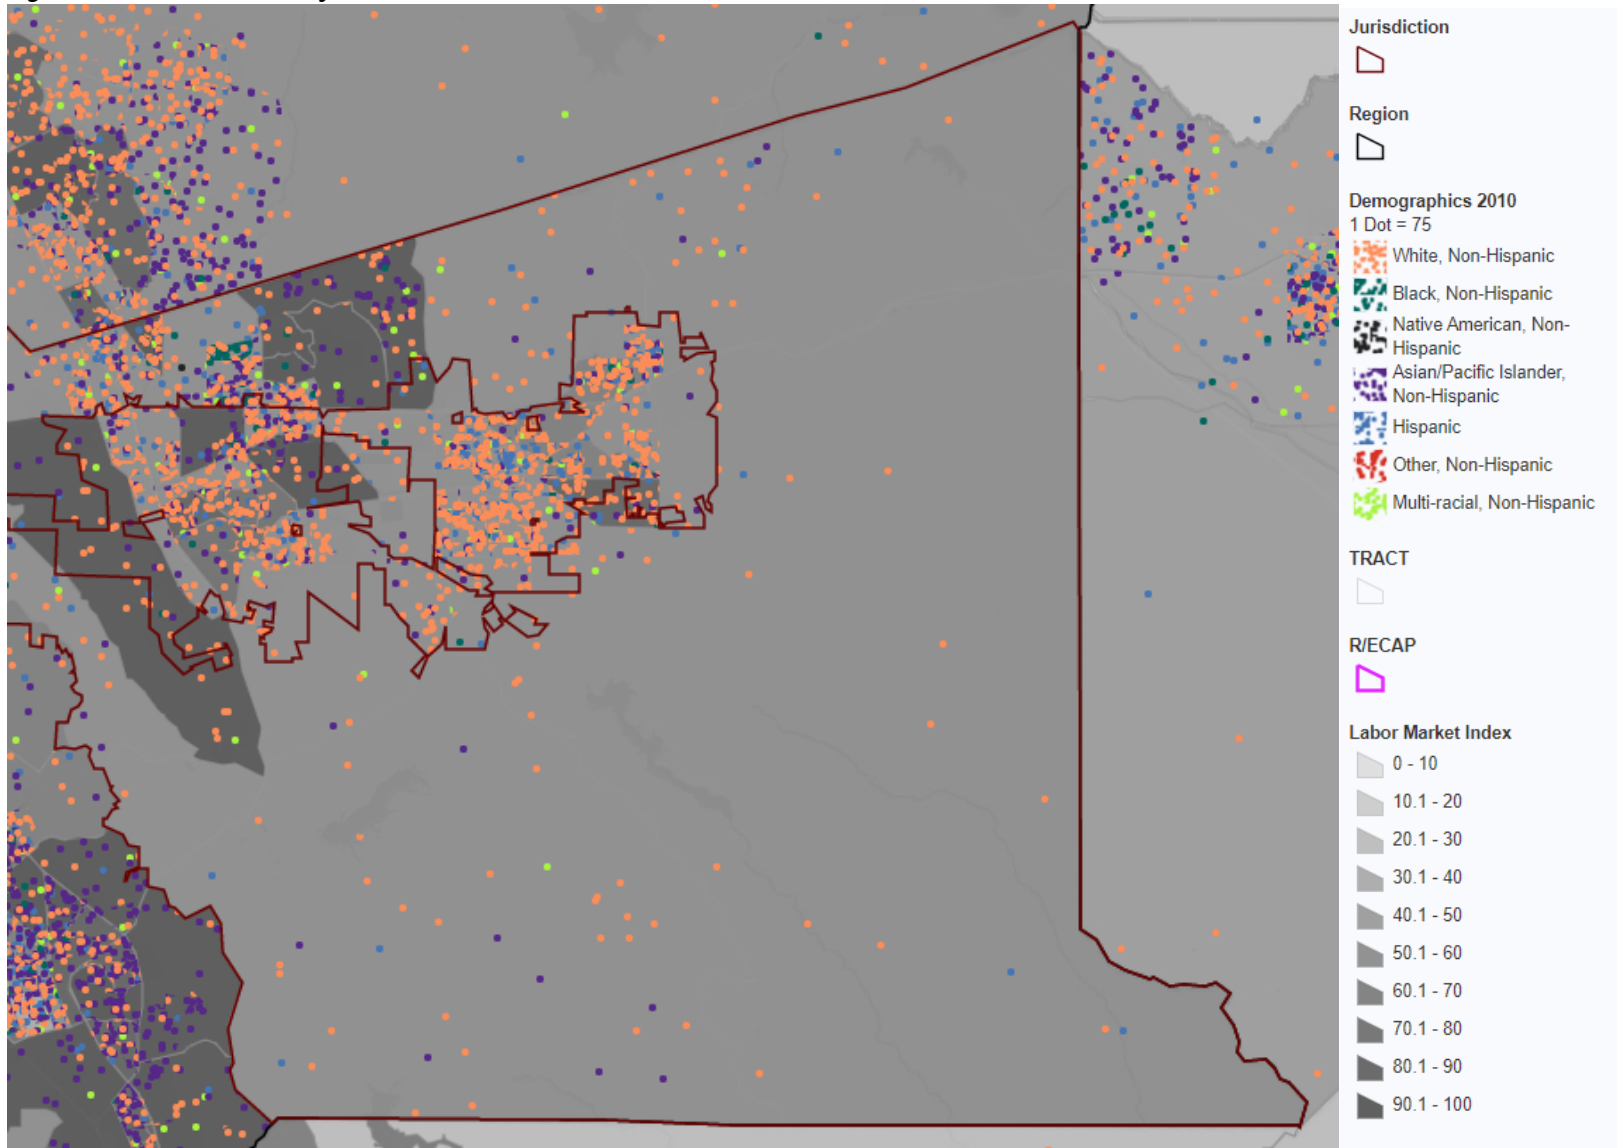 Jurisdiction
Region
Demographics 2010
1 Dot = 75
White, Non-Hispanic
Black, Non-Hispanic
Native American, Non-
Hispanic
Asian/Pacific Islander,
Non-Hispanic
Hispanic
Other, Non-Hispanic
Multi-racial, Non-Hispanic
TRACT
R/ECAP
Labor Market Index
0 - 10
10.1 - 20
20.1 - 30
30.1 - 40
40.1 - 50
50.1 - 60
60.1 - 70
70.1 - 80
80.1 - 90
90.1 - 100